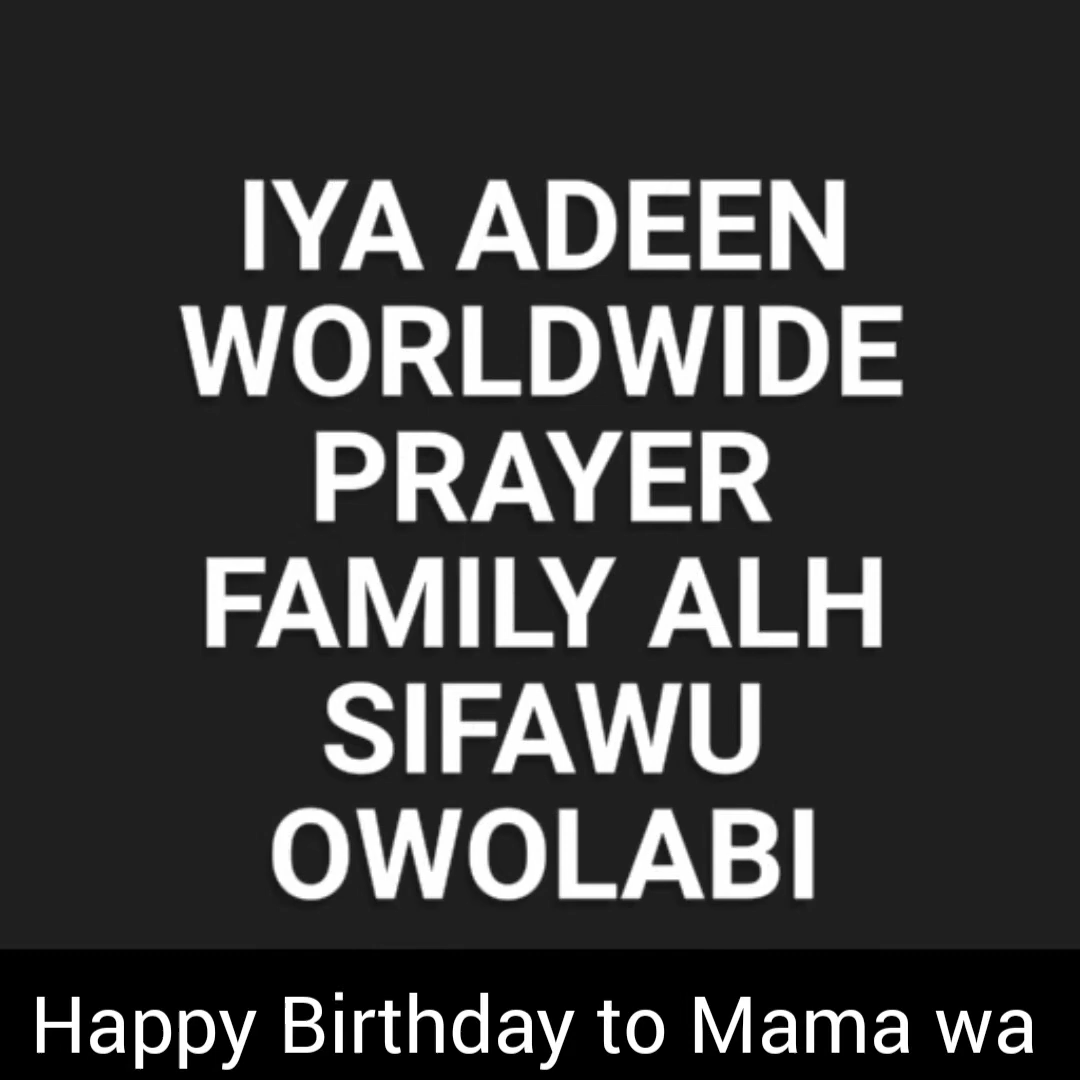 IYA ADEEN
WORLDWIDE
PRAYER
FAMILY ALH
SIFAWU
OWOLABI
Happy Birthday to Mama wa